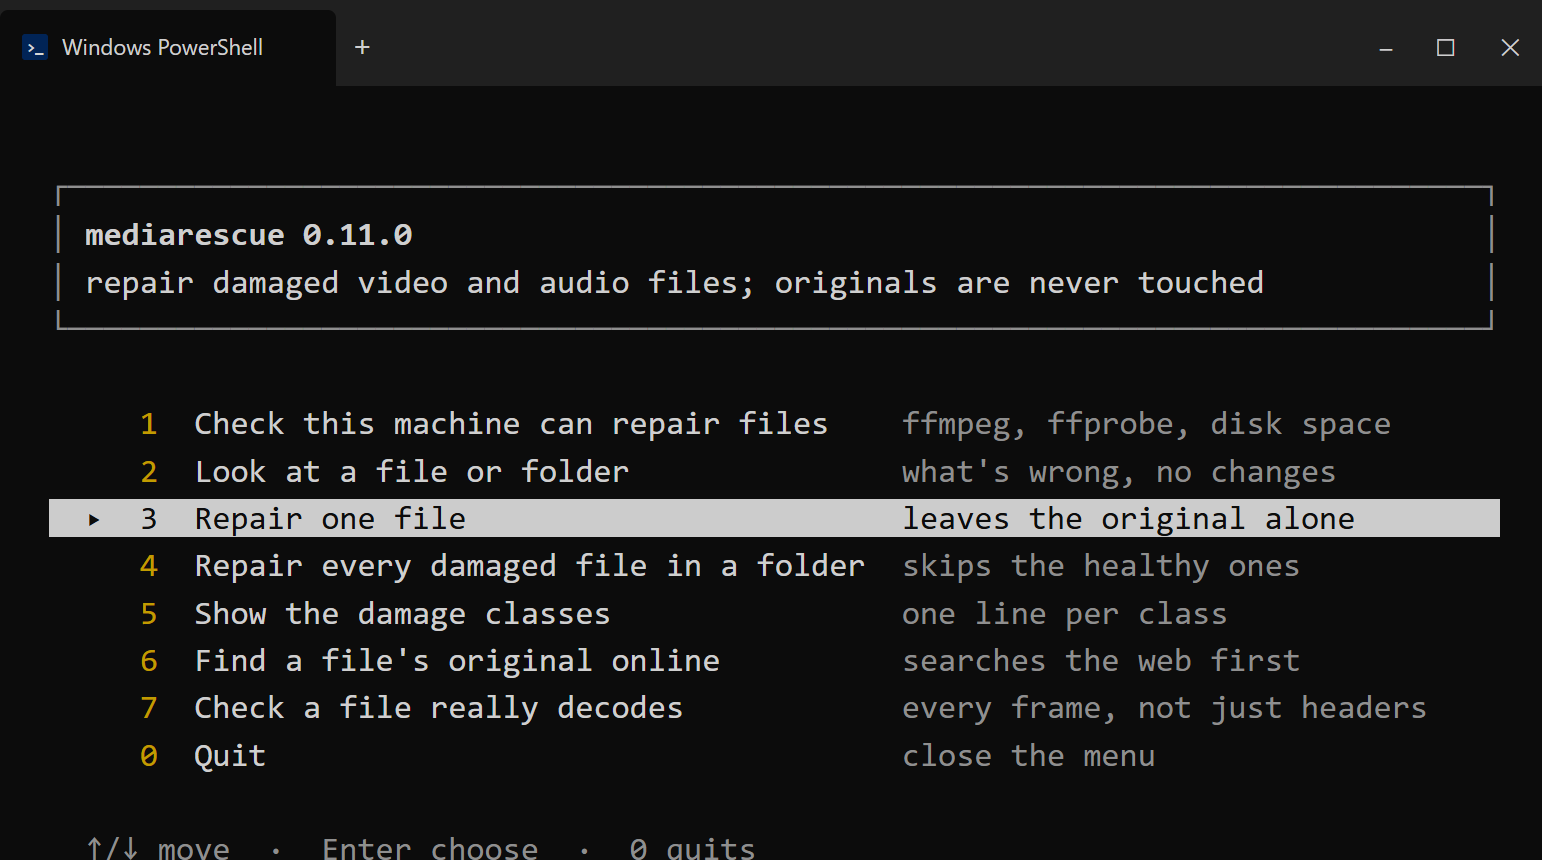 Windows PowerShell
mediarescue 0.11.0
repair damaged video and audio files; originals are never touched
1 Check this machine can repair files ffmpeg, ffprobe, disk space
2 Look at a file or folder what's wrong, no changes
▸ 3 Repair one file leaves the original alone
4 Repair every damaged file in a folder skips the healthy ones
5 Show the damage classes one line per class
6 Find a file's original online searches the web first
7 Check a file really decodes every frame, not just headers
0 Quit close the menu
↑/↓ move · Enter choose · 0 quits